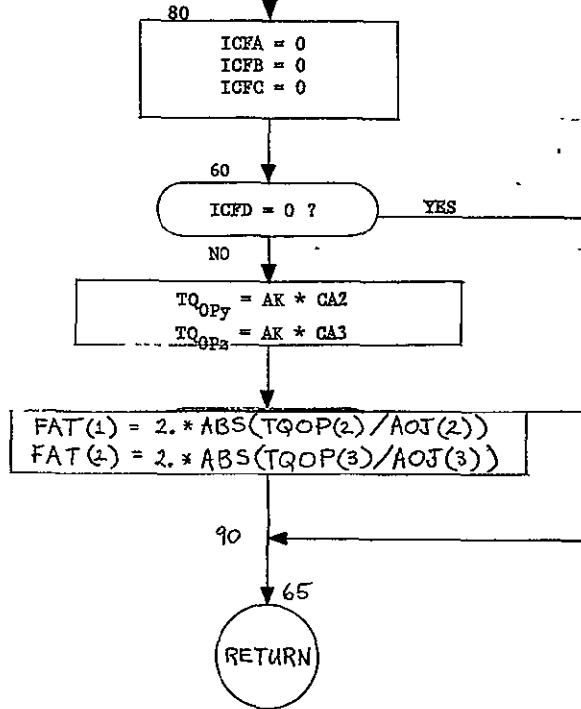 80
ICFA = 0
ICFB = 0
ICFC = 0
60
ICFD = 0 ?
YES
NO
TQ0Py = AK * CA2
TQ0Pz = AK * CA3
FAT(1) = 2. * ABS(TQOP(2)/AOJ(2))
FAT(2) = 2. * ABS(TQOP(3)/AOJ(3))
90
65
RETURN